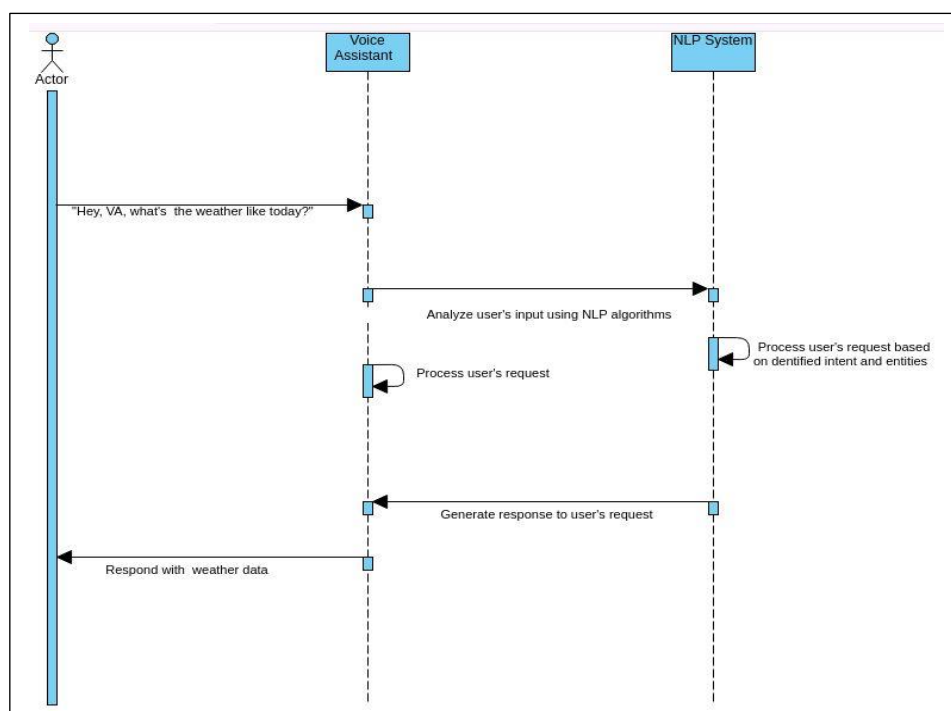 Voice
Assistant
NLP System
Actor
"Hey, VA, what's the weather like today?"
Analyze user's input using NLP algorithms
Process user's request based
on dentified intent and entities
Process user's request
Generate response to user's request
Respond with weather data